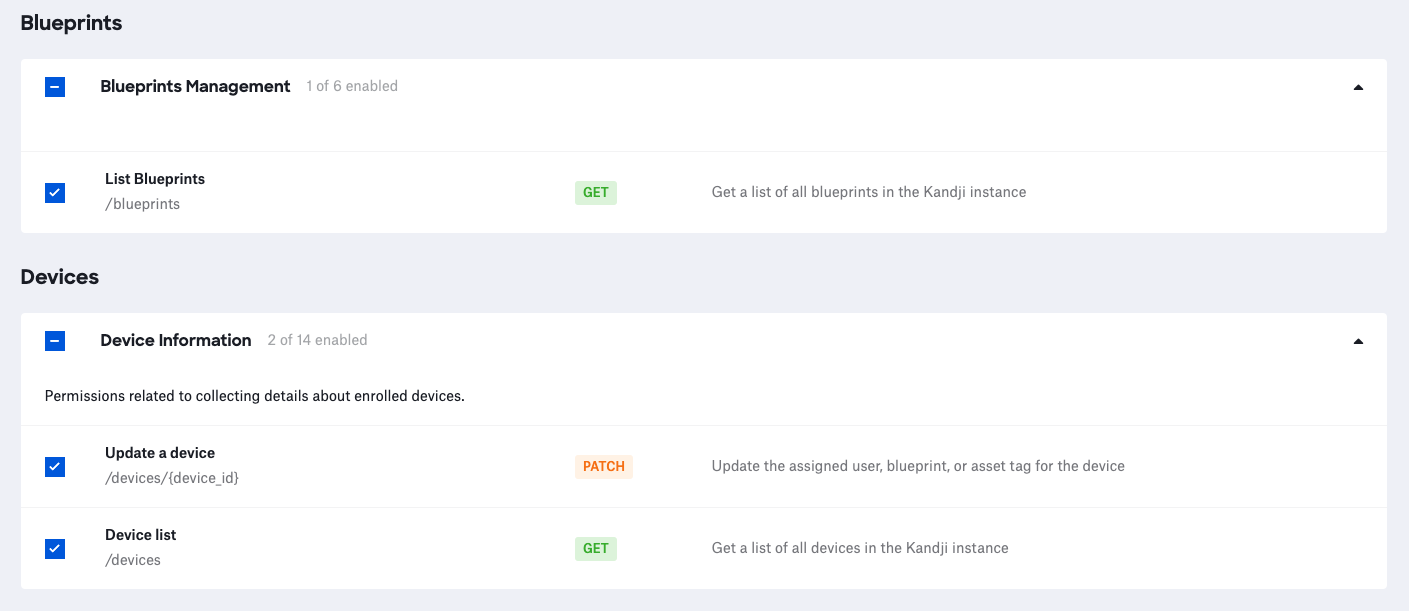 Blueprints
Blueprints Management 1 of 6 enabled
List Blueprints
/blueprints
GET
Get a list of all blueprints in the Kandji instance
Devices
Device Information 2 of 14 enabled
Permissions related to collecting details about enrolled devices.
Update a device
/devices/{device_id}
PATCH
Update the assigned user, blueprint, or asset tag for the device
Device list
/devices
GET
Get a list of all devices in the Kandji instance